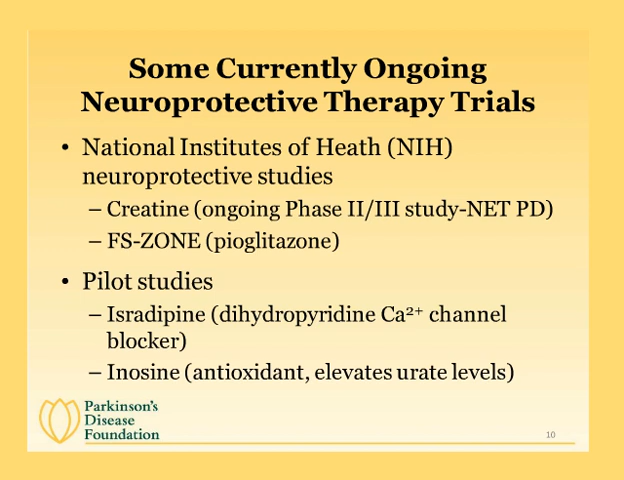 Some Currently Ongoing
Neuroprotective Therapy Trials
• National Institutes of Heath (NIH)
neuroprotective studies
– Creatine (ongoing Phase II/III study-NET PD)
– FS-ZONE (pioglitazone)
• Pilot studies
– Isradipine (dihydropyridine Ca²⁺ channel
blocker)
– Inosine (antioxidant, elevates urate levels)
Parkinson's
Disease
Foundation
10